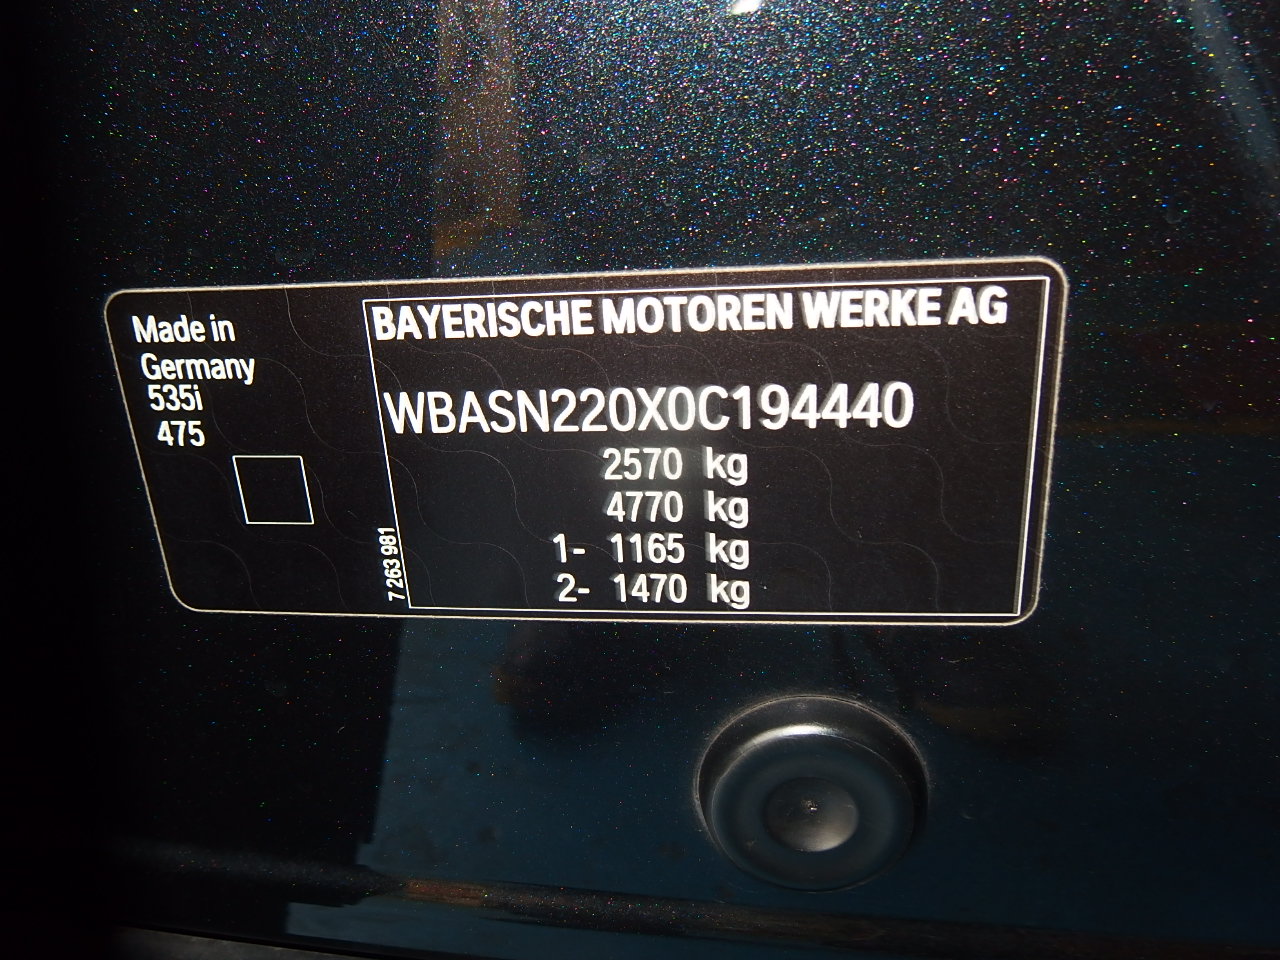 Made in
Germany
535i
475
7 263 981
BAYERISCHE MOTOREN WERKE AG
WBASN220X0C194440
2570 kg
4770 kg
1- 1165 kg
2- 1470 kg